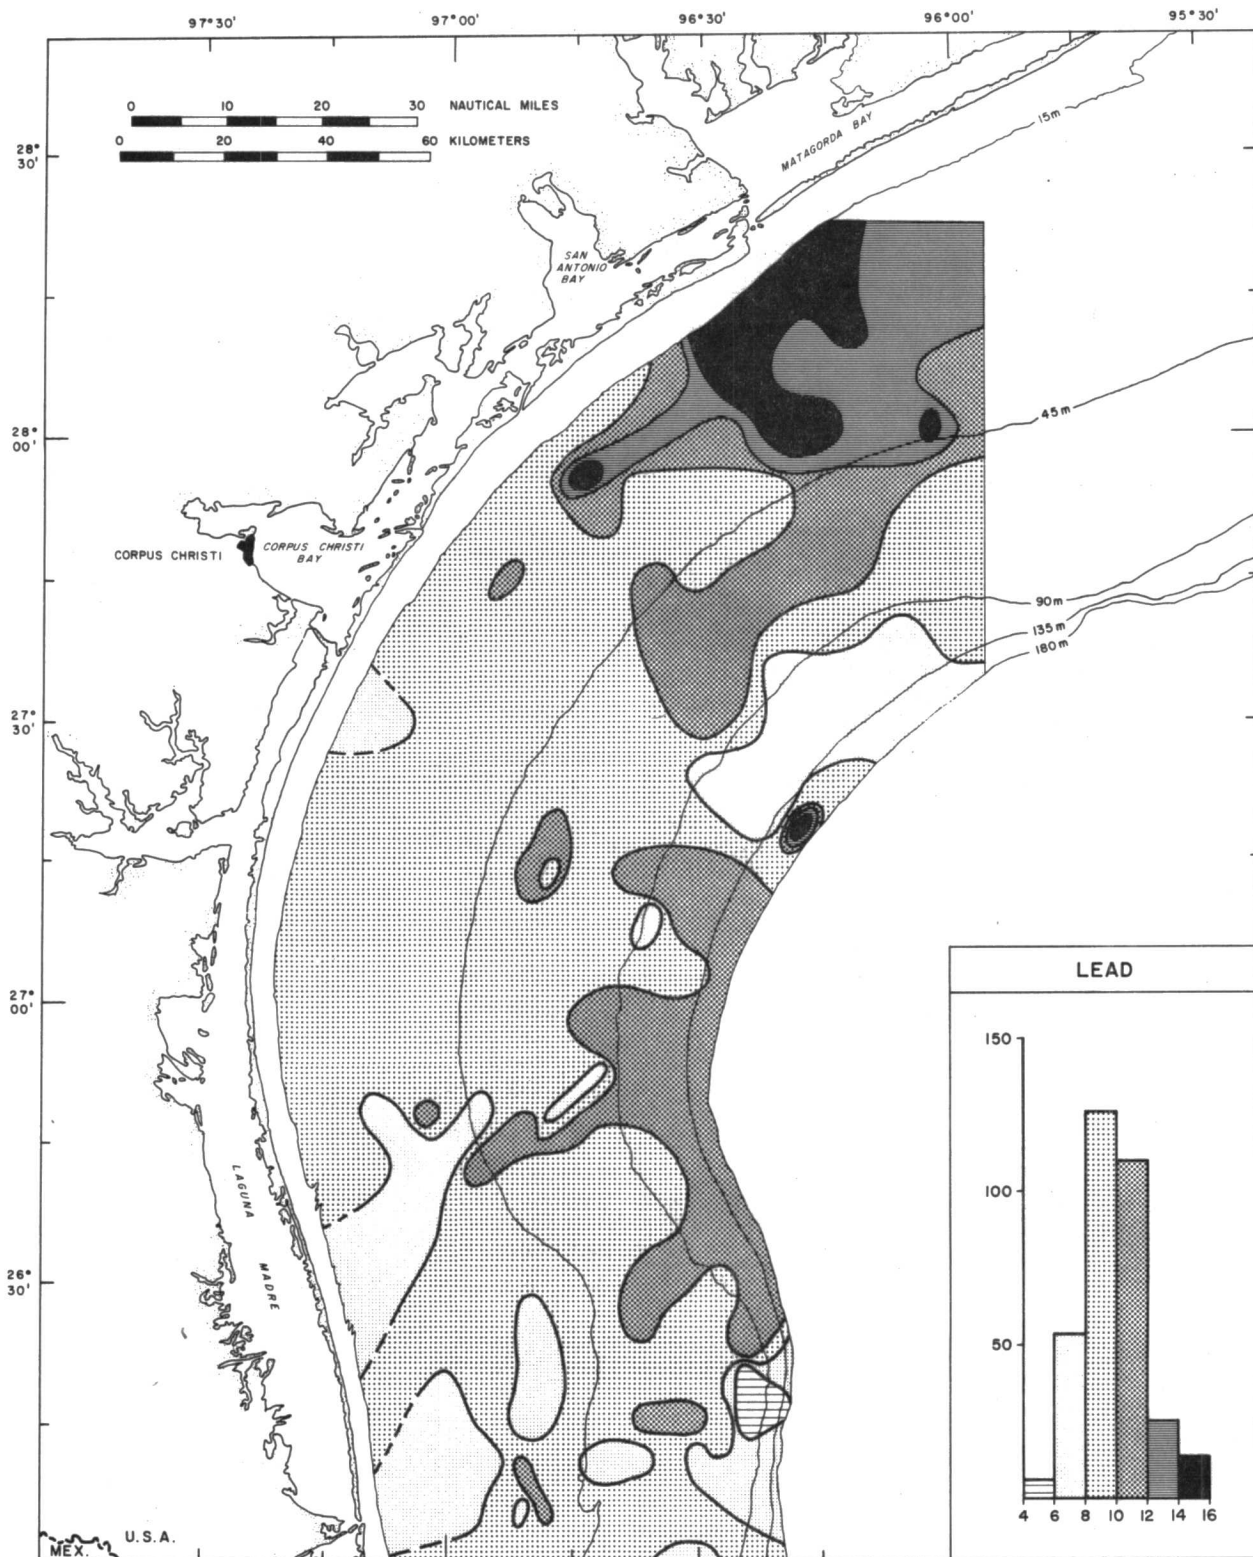 97°30' 97°00' 96°30' 96°00' 95°30'
0 10 20 30 NAUTICAL MILES
0 20 40 60 KILOMETERS
28°
30'
MATAGORDA BAY
15m
SAN
ANTONIO
BAY
28°
00'
45m
CORPUS CHRISTI
CORPUS CHRISTI
BAY
90m
135m
180m
27°
30'
27°
00'
LEAD
150
100
50
4 6 8 10 12 14 16
LAGUNA
MADRE
26°
30'
U.S.A.
MEX.